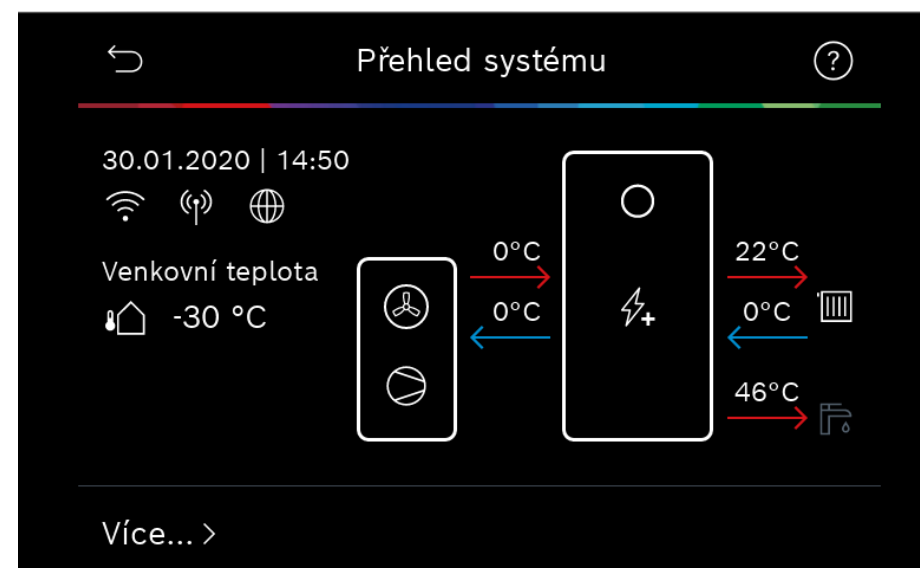 Přehled systému
?
30.01.2020 | 14:50
Venkovní teplota
-30 °C
0°C
22°C
0°C
0°C
46°C
Více... >